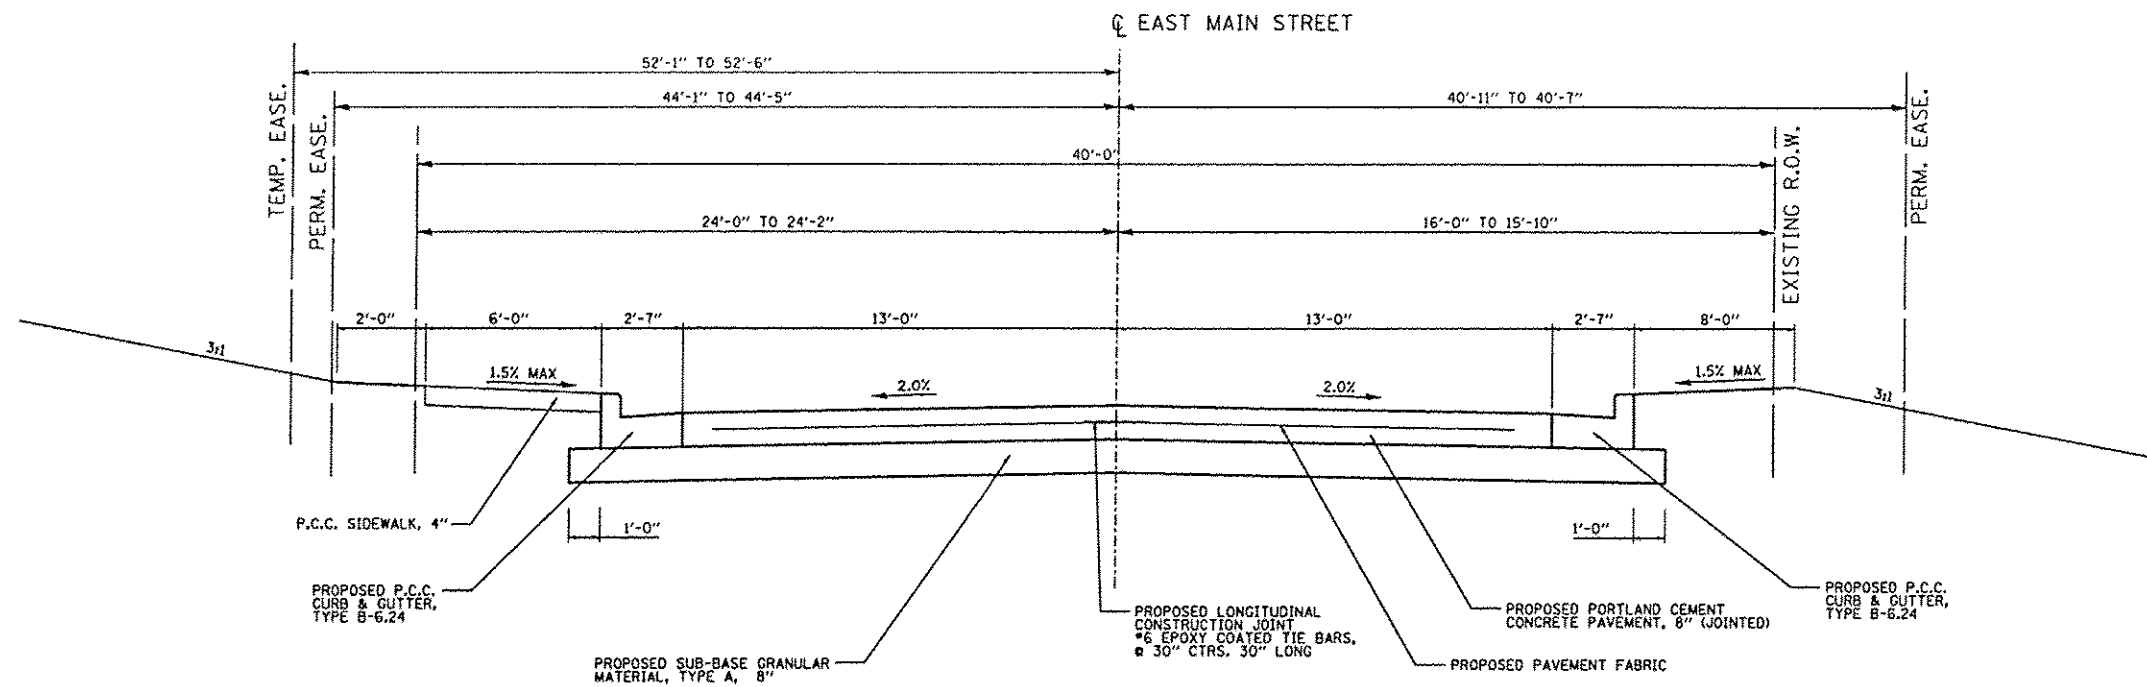 ℄ EAST MAIN STREET
52'-1" TO 52'-6"
44'-1" TO 44'-5"
40'-11" TO 40'-7"
TEMP. EASE.
PERM. EASE.
40'-0"
EXISTING R.O.W.
PERM. EASE.
24'-0" TO 24'-2"
16'-0" TO 15'-10"
2'-0"
6'-0"
2'-7"
13'-0"
13'-0"
2'-7"
8'-0"
3:1
1.5% MAX
2.0%
2.0%
1.5% MAX
3:1
P.C.C. SIDEWALK, 4"
1'-0"
1'-0"
PROPOSED P.C.C.
CURB & GUTTER,
TYPE B-6.24
PROPOSED SUB-BASE GRANULAR
MATERIAL, TYPE A, 8"
PROPOSED LONGITUDINAL
CONSTRUCTION JOINT
#6 EPOXY COATED TIE BARS,
@ 30" CTRS. 30" LONG
PROPOSED PORTLAND CEMENT
CONCRETE PAVEMENT, 8" (JOINTED)
PROPOSED PAVEMENT FABRIC
PROPOSED P.C.C.
CURB & GUTTER,
TYPE B-6.24